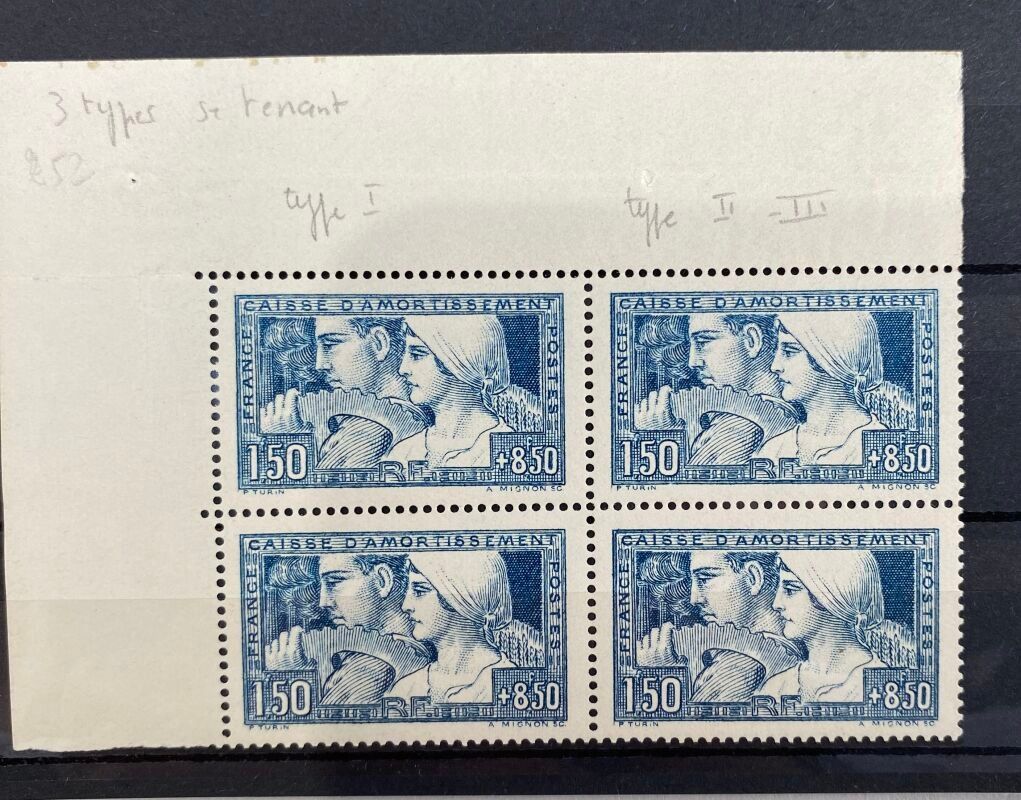 3 types se tenant
252
type I
type II - III
CAISSE D'AMORTISSEMENT
FRANCE
POSTES
1,50
RF
+8,50
P. TURIN
A. MIGNON SC.
CAISSE D'AMORTISSEMENT
FRANCE
POSTES
1,50
RF
+8,50
P. TURIN
A. MIGNON SC.
CAISSE D'AMORTISSEMENT
FRANCE
POSTES
1,50
RF
+8,50
P. TURIN
A. MIGNON SC.
CAISSE D'AMORTISSEMENT
FRANCE
POSTES
1,50
RF
+8,50
P. TURIN
A. MIGNON SC.